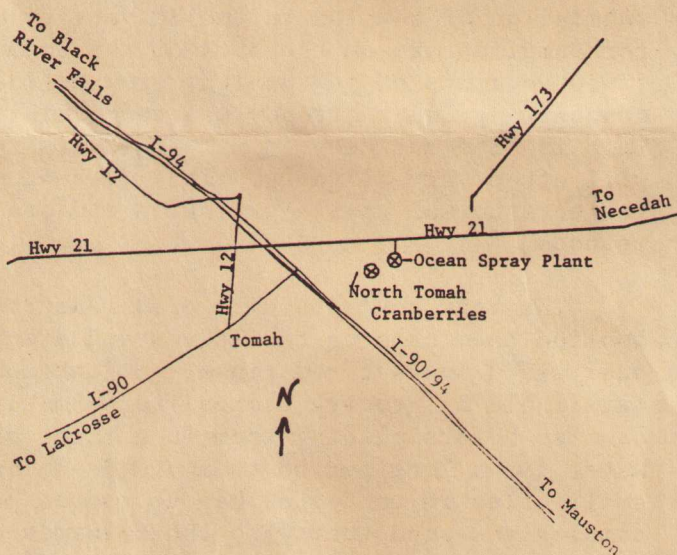 To Black
River Falls
Hwy 173
I-94
Hwy 12
To
Necedah
Hwy 21
Hwy 21
Hwy 12
Ocean Spray Plant
North Tomah
Cranberries
Tomah
I-90/94
I-90
N
To LaCrosse
To Mauston